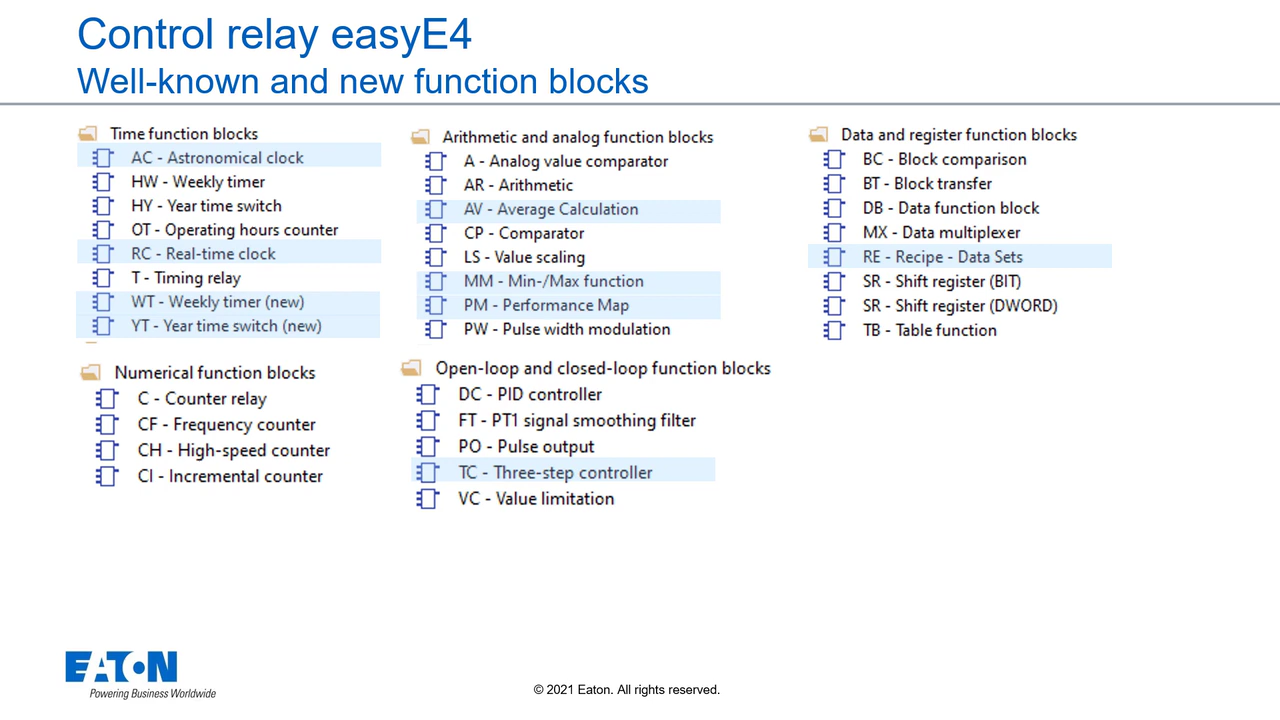 Control relay easyE4
Well-known and new function blocks
Time function blocks
AC - Astronomical clock
HW - Weekly timer
HY - Year time switch
OT - Operating hours counter
RC - Real-time clock
T - Timing relay
WT - Weekly timer (new)
YT - Year time switch (new)
Arithmetic and analog function blocks
A - Analog value comparator
AR - Arithmetic
AV - Average Calculation
CP - Comparator
LS - Value scaling
MM - Min-/Max function
PM - Performance Map
PW - Pulse width modulation
Data and register function blocks
BC - Block comparison
BT - Block transfer
DB - Data function block
MX - Data multiplexer
RE - Recipe - Data Sets
SR - Shift register (BIT)
SR - Shift register (DWORD)
TB - Table function
Numerical function blocks
C - Counter relay
CF - Frequency counter
CH - High-speed counter
CI - Incremental counter
Open-loop and closed-loop function blocks
DC - PID controller
FT - PT1 signal smoothing filter
PO - Pulse output
TC - Three-step controller
VC - Value limitation
EATON
Powering Business Worldwide
© 2021 Eaton. All rights reserved.